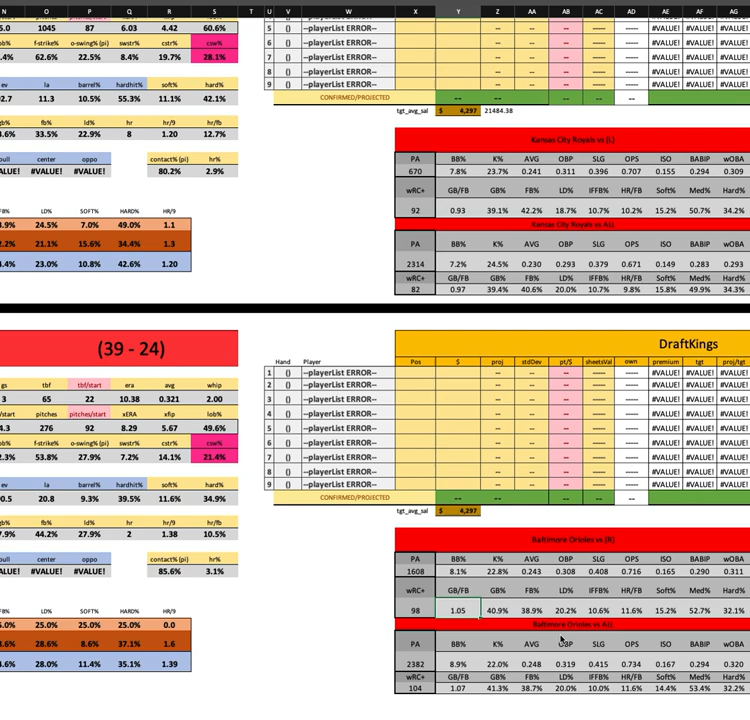 N O P Q R S T U V W X Y Z AA AB AC AD AE AF AG
5.0 1045 87 6.03 4.42 60.6% 5 () --playerList ERROR-- -- -- -- ----- ----- #VALUE! #VALUE! #VALUE!
f-strike% o-swing%(pi) swstr% cstr% csw% 6 () --playerList ERROR-- -- -- -- ----- ----- #VALUE! #VALUE! #VALUE!
.4% 62.6% 22.5% 8.4% 19.7% 28.1% 7 () --playerList ERROR-- -- -- -- ----- ----- #VALUE! #VALUE! #VALUE!
8 () --playerList ERROR-- -- -- -- ----- ----- #VALUE! #VALUE! #VALUE!
ev la barrel% hardhit% soft% hard% 9 () --playerList ERROR-- -- -- -- ----- ----- #VALUE! #VALUE! #VALUE!
02.7 11.3 10.5% 55.3% 11.1% 42.1% CONFIRMED/PROJECTED -- -- -- -- --
tgt_avg_sal $ 4,297 21484.38
gb% fb% ld% hr hr/9 hr/fb
3.6% 33.5% 22.9% 8 1.20 12.7%
Kansas City Royals vs (L)
pull center oppo contact% (pi) hr% PA BB% K% AVG OBP SLG OPS ISO BABIP wOBA
ALUE! #VALUE! #VALUE! 80.2% 2.9% 670 7.8% 23.7% 0.241 0.311 0.396 0.707 0.155 0.294 0.309
wRC+ GB/FB GB% FB% LD% IFFB% HR/FB Soft% Med% Hard%
FB% LD% SOFT% HARD% HR/9 92 0.93 39.1% 42.2% 18.7% 10.7% 10.2% 15.2% 50.7% 34.2%
3.9% 24.5% 7.0% 49.0% 1.1 Kansas City Royals vs ALL
2.2% 21.1% 15.6% 34.4% 1.3 PA BB% K% AVG OBP SLG OPS ISO BABIP wOBA
4.4% 23.0% 10.8% 42.6% 1.20 2314 7.2% 24.5% 0.230 0.293 0.379 0.671 0.149 0.283 0.293
wRC+ GB/FB GB% FB% LD% IFFB% HR/FB Soft% Med% Hard%
82 0.97 39.4% 40.6% 20.0% 10.7% 9.8% 15.8% 49.9% 34.3%
(39 - 24) DraftKings
Hand Player Pos $ proj stdDev pt/$ sheetsVal own premium tgt proj/tgt
1 () --playerList ERROR-- -- -- -- ----- ----- #VALUE! #VALUE! #VALUE!
gs tbf tbf/start era avg whip 2 () --playerList ERROR-- -- -- -- ----- ----- #VALUE! #VALUE! #VALUE!
3 65 22 10.38 0.321 2.00 3 () --playerList ERROR-- -- -- -- ----- ----- #VALUE! #VALUE! #VALUE!
/start pitches pitches/start xERA xfip lob% 4 () --playerList ERROR-- -- -- -- ----- ----- #VALUE! #VALUE! #VALUE!
4.3 276 92 8.29 5.67 49.6% 5 () --playerList ERROR-- -- -- -- ----- ----- #VALUE! #VALUE! #VALUE!
f-strike% o-swing% (pi) swstr% cstr% csw% 6 () --playerList ERROR-- -- -- -- ----- ----- #VALUE! #VALUE! #VALUE!
2.3% 53.8% 27.9% 7.2% 14.1% 21.4% 7 () --playerList ERROR-- -- -- -- ----- ----- #VALUE! #VALUE! #VALUE!
8 () --playerList ERROR-- -- -- -- ----- ----- #VALUE! #VALUE! #VALUE!
ev la barrel% hardhit% soft% hard% 9 () --playerList ERROR-- -- -- -- ----- ----- #VALUE! #VALUE! #VALUE!
0.5 20.8 9.3% 39.5% 11.6% 34.9% CONFIRMED/PROJECTED -- -- -- -- --
tgt_avg_sal $ 4,297
gb% fb% ld% hr hr/9 hr/fb
7.9% 44.2% 27.9% 2 1.38 10.5%
Baltimore Orioles vs (R)
pull center oppo contact% (pi) hr% PA BB% K% AVG OBP SLG OPS ISO BABIP wOBA
ALUE! #VALUE! #VALUE! 85.6% 3.1% 1608 8.1% 22.8% 0.243 0.308 0.408 0.716 0.165 0.290 0.311
wRC+ GB/FB GB% FB% LD% IFFB% HR/FB Soft% Med% Hard%
FB% LD% SOFT% HARD% HR/9 98 1.05 40.9% 38.9% 20.2% 10.6% 11.6% 15.2% 52.7% 32.1%
5.0% 25.0% 25.0% 25.0% 0.0 Baltimore Orioles vs ALL
3.6% 28.6% 8.6% 37.1% 1.6 PA BB% K% AVG OBP SLG OPS ISO BABIP wOBA
4.6% 28.0% 11.4% 35.1% 1.39 2382 8.9% 22.0% 0.248 0.319 0.415 0.734 0.167 0.294 0.320
wRC+ GB/FB GB% FB% LD% IFFB% HR/FB Soft% Med% Hard%
104 1.07 41.3% 38.7% 20.0% 10.0% 11.6% 14.4% 53.4% 32.2%